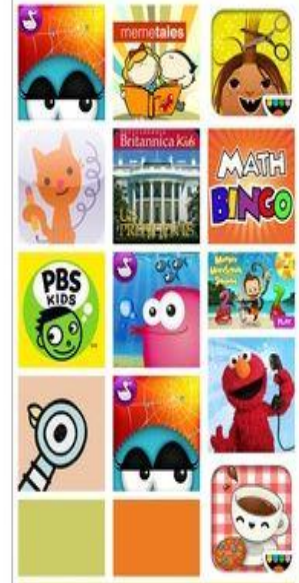 memetales
Britannica Kids
U.S.
PRESIDENTS
MATH
BINGO
PBS
KIDS
PLAY